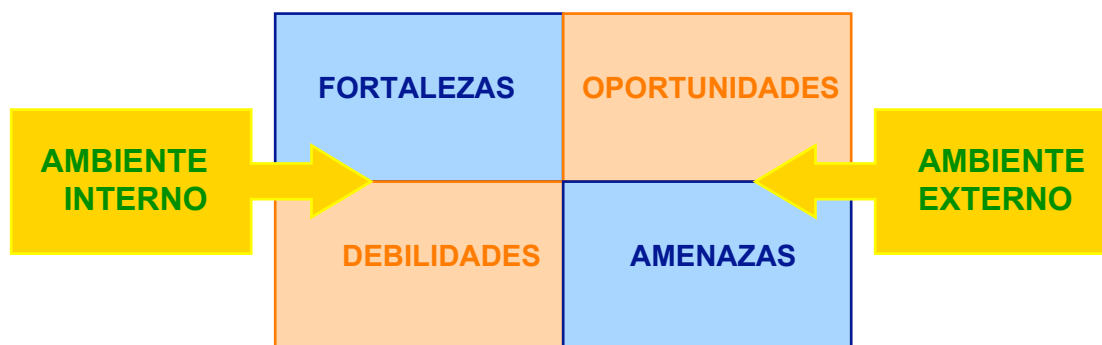 FORTALEZAS
OPORTUNIDADES
AMBIENTE
INTERNO
AMBIENTE
EXTERNO
DEBILIDADES
AMENAZAS